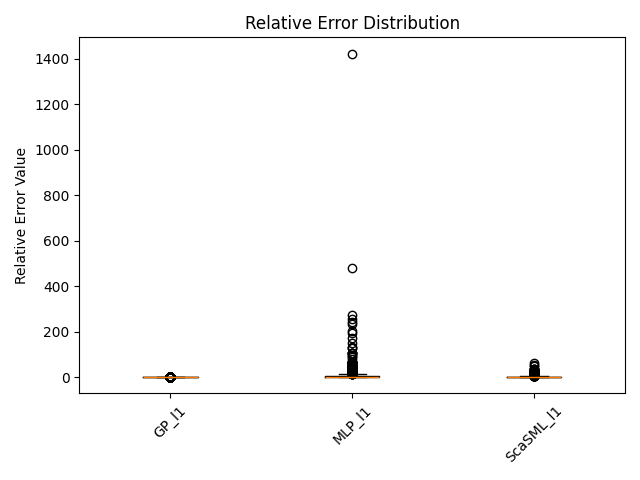 Relative Error Distribution
1400
1200
1000
800
600
400
200
0
Relative Error Value
GP_l1
MLP_l1
ScaSML_l1